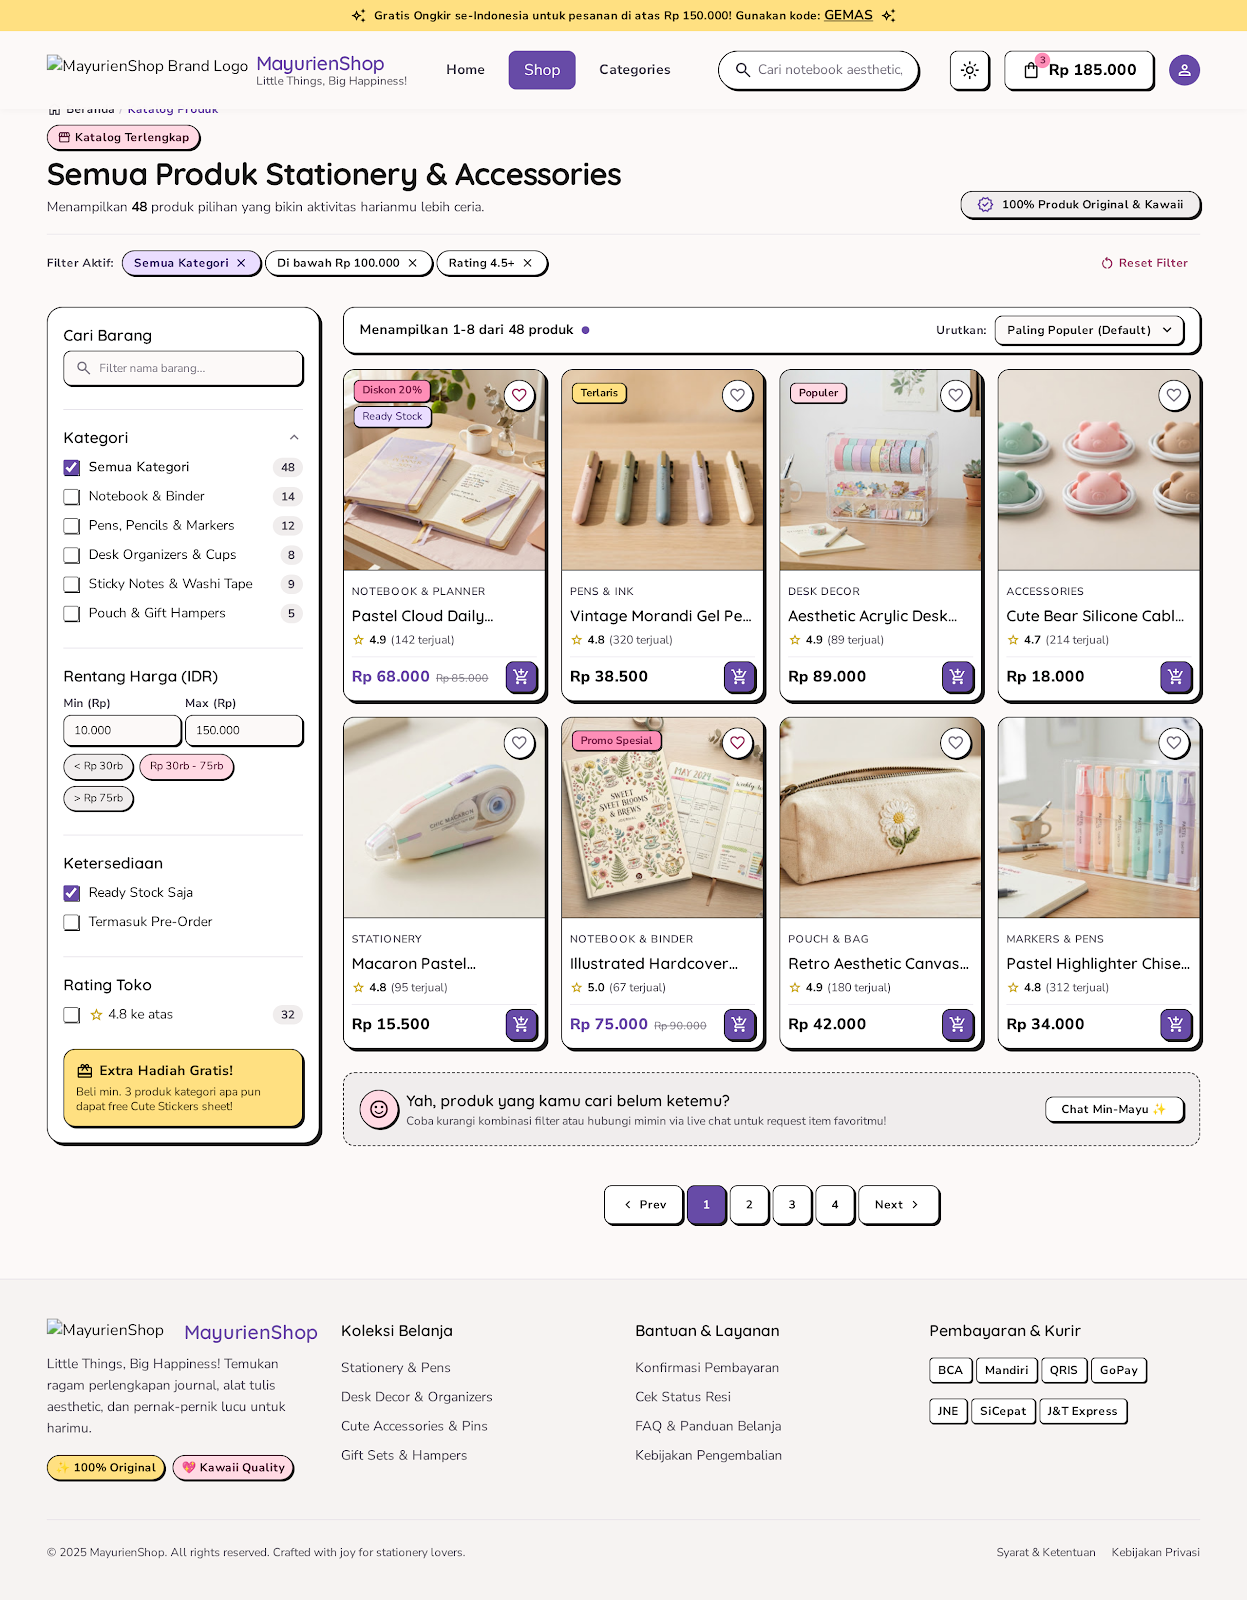 Gratis Ongkir se-Indonesia untuk pesanan di atas Rp 150.000! Gunakan kode: GEMAS
MayurienShop Brand Logo
MayurienShop
Little Things, Big Happiness!
Home
Shop
Categories
Cari notebook aesthetic,
3
Rp 185.000
Beranda / Katalog Produk
Katalog Terlengkap
Semua Produk Stationery & Accessories
Menampilkan 48 produk pilihan yang bikin aktivitas harianmu lebih ceria.
100% Produk Original & Kawaii
Filter Aktif:
Semua Kategori
Di bawah Rp 100.000
Rating 4.5+
Reset Filter
Cari Barang
Filter nama barang...
Kategori
Semua Kategori 48
Notebook & Binder 14
Pens, Pencils & Markers 12
Desk Organizers & Cups 8
Sticky Notes & Washi Tape 9
Pouch & Gift Hampers 5
Rentang Harga (IDR)
Min (Rp) Max (Rp)
10.000 150.000
< Rp 30rb Rp 30rb - 75rb
> Rp 75rb
Ketersediaan
Ready Stock Saja
Termasuk Pre-Order
Rating Toko
4.8 ke atas 32
Extra Hadiah Gratis!
Beli min. 3 produk kategori apa pun
dapat free Cute Stickers sheet!
Menampilkan 1-8 dari 48 produk
Urutkan:
Paling Populer (Default)
Diskon 20%
Ready Stock
NOTEBOOK & PLANNER
Pastel Cloud Daily...
4.9 (142 terjual)
Rp 68.000 Rp 85.000
Terlaris
PENS & INK
Vintage Morandi Gel Pe...
4.8 (320 terjual)
Rp 38.500
Populer
DESK DECOR
Aesthetic Acrylic Desk...
4.9 (89 terjual)
Rp 89.000
ACCESSORIES
Cute Bear Silicone Cabl...
4.7 (214 terjual)
Rp 18.000
CHIC MACARON
STATIONERY
Macaron Pastel...
4.8 (95 terjual)
Rp 15.500
Promo Spesial
SWEET
SWEET BLOOMS
& BREWS
MAY 2024
NOTEBOOK & BINDER
Illustrated Hardcover...
5.0 (67 terjual)
Rp 75.000 Rp 90.000
POUCH & BAG
Retro Aesthetic Canvas...
4.9 (180 terjual)
Rp 42.000
MARKERS & PENS
Pastel Highlighter Chise...
4.8 (312 terjual)
Rp 34.000
Yah, produk yang kamu cari belum ketemu?
Coba kurangi kombinasi filter atau hubungi mimin via live chat untuk request item favoritmu!
Chat Min-Mayu ✨
Prev 1 2 3 4 Next
MayurienShop
MayurienShop
Little Things, Big Happiness! Temukan
ragam perlengkapan journal, alat tulis
aesthetic, dan pernak-pernik lucu untuk
harimu.
✨ 100% Original
💖 Kawaii Quality
Koleksi Belanja
Stationery & Pens
Desk Decor & Organizers
Cute Accessories & Pins
Gift Sets & Hampers
Bantuan & Layanan
Konfirmasi Pembayaran
Cek Status Resi
FAQ & Panduan Belanja
Kebijakan Pengembalian
Pembayaran & Kurir
BCA Mandiri QRIS GoPay
JNE SiCepat J&T Express
© 2025 MayurienShop. All rights reserved. Crafted with joy for stationery lovers.
Syarat & Ketentuan
Kebijakan Privasi